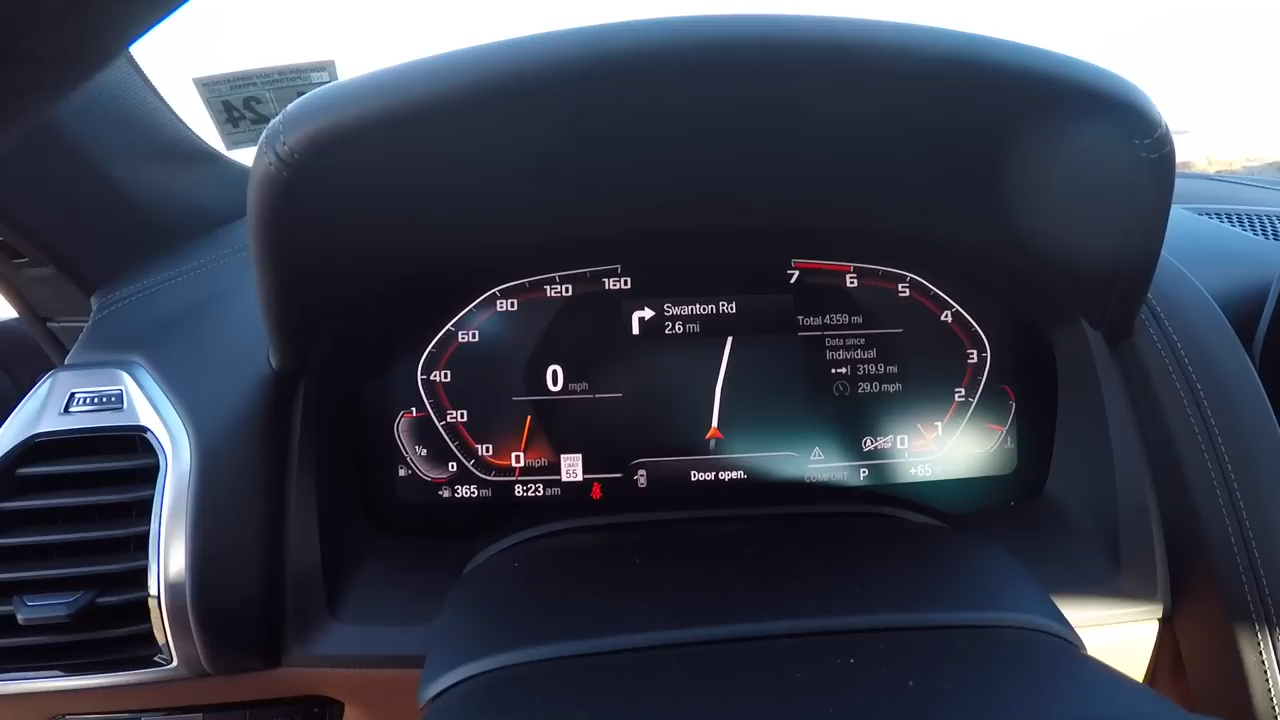 24
160
120
80
60
40
20
10
0 mph
0 mph
Swanton Rd
2.6 mi
7
6
5
4
3
2
1
0
Total 4359 mi
Data since
Individual
319.9 mi
29.0 mph
1
1/2
0
SPEED
LIMIT
55
Door open.
COMFORT P
+65
365 mi
8:23 am